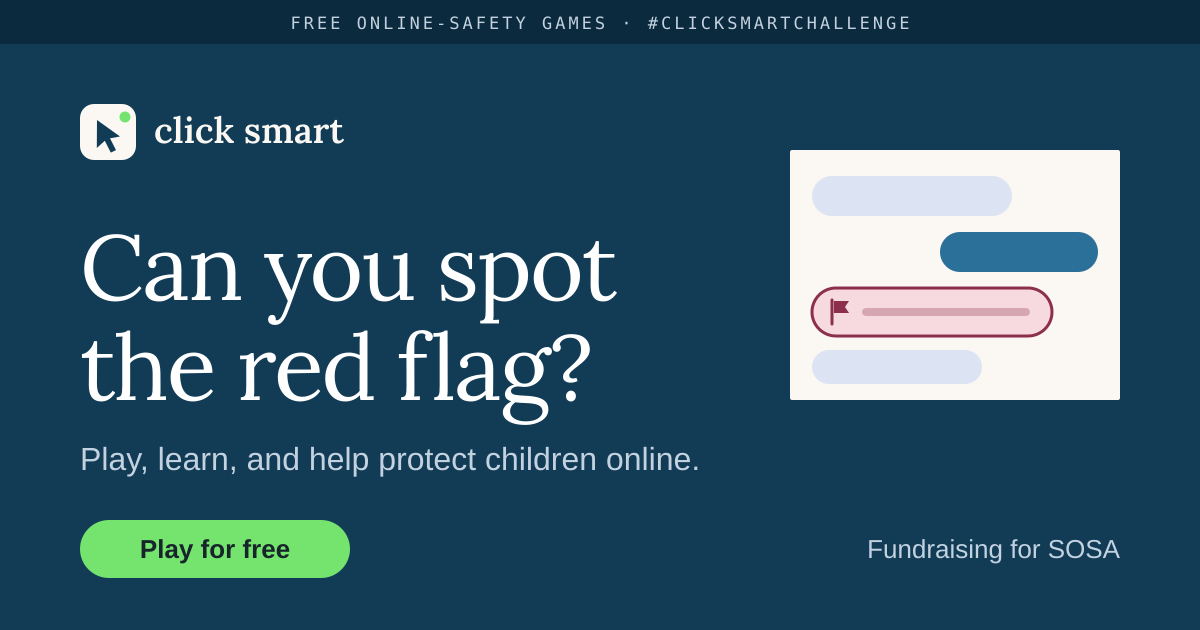 FREE ONLINE-SAFETY GAMES · #CLICKSMARTCHALLENGE
click smart
Can you spot
the red flag?
Play, learn, and help protect children online.
Play for free
Fundraising for SOSA